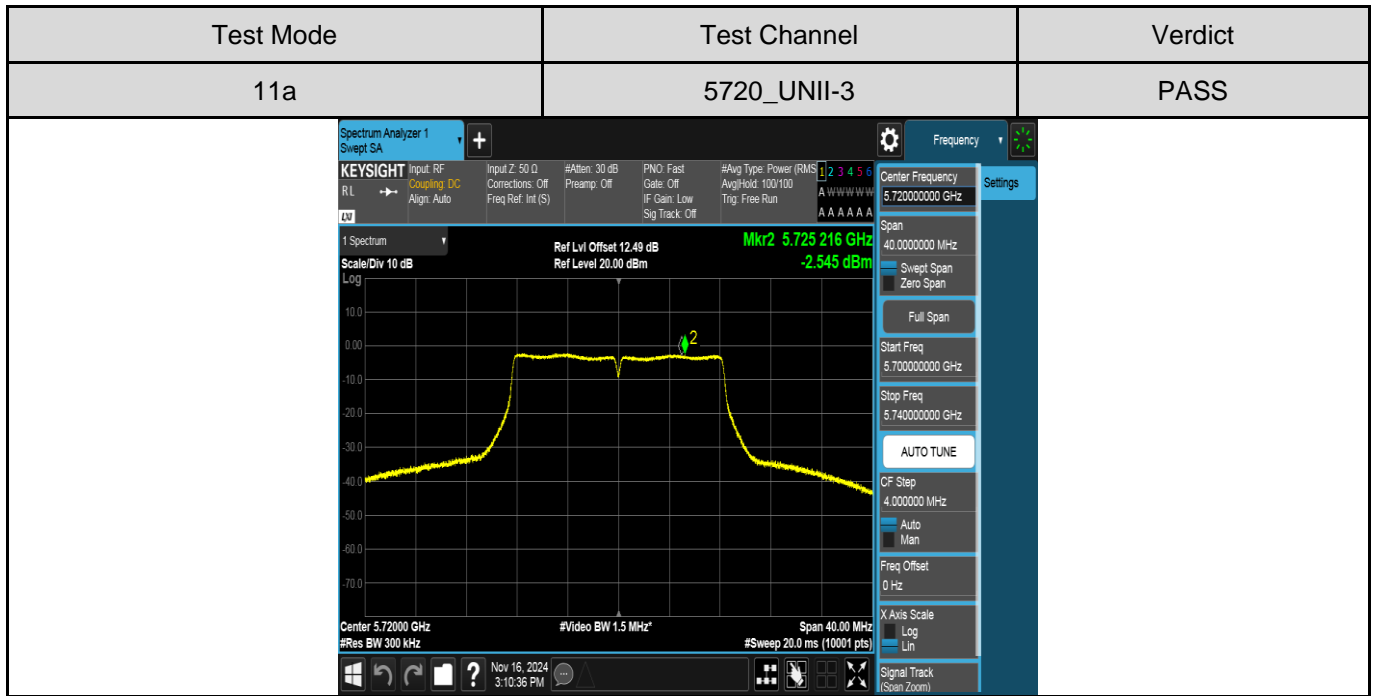 Test Mode Test Channel Verdict
11a 5720_UNII-3 PASS
Spectrum Analyzer 1
Swept SA
+
Frequency
KEYSIGHT
RL
LXI
Input: RF
Coupling: DC
Align: Auto
Input Z: 50 Ω
Corrections: Off
Freq Ref: Int (S)
#Atten: 30 dB
Preamp: Off
PNO: Fast
Gate: Off
IF Gain: Low
Sig Track: Off
#Avg Type: Power (RMS
Avg|Hold: 100/100
Trig: Free Run
1 2 3 4 5 6
A W W W W W
A A A A A A
1 Spectrum
Scale/Div 10 dB
Ref Lvl Offset 12.49 dB
Ref Level 20.00 dBm
Mkr2 5.725 216 GHz
-2.545 dBm
Log
10.0
0.00
-10.0
-20.0
-30.0
-40.0
-50.0
-60.0
-70.0
2
Center 5.72000 GHz
#Res BW 300 kHz
#Video BW 1.5 MHz*
Span 40.00 MHz
#Sweep 20.0 ms (10001 pts)
?
Nov 16, 2024
3:10:36 PM
Center Frequency
5.720000000 GHz
Settings
Span
40.0000000 MHz
Swept Span
Zero Span
Full Span
Start Freq
5.700000000 GHz
Stop Freq
5.740000000 GHz
AUTO TUNE
CF Step
4.000000 MHz
Auto
Man
Freq Offset
0 Hz
X Axis Scale
Log
Lin
Signal Track
(Span Zoom)